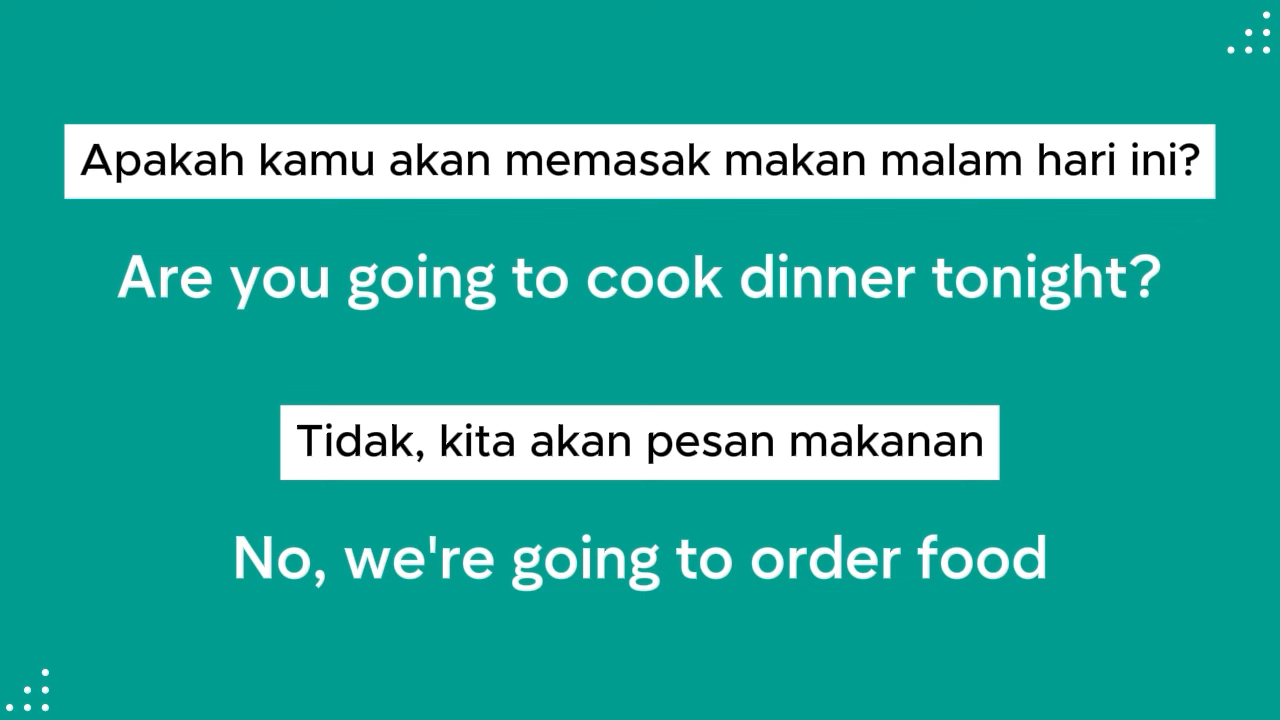 Apakah kamu akan memasak makan malam hari ini?
Are you going to cook dinner tonight?
Tidak, kita akan pesan makanan
No, we're going to order food